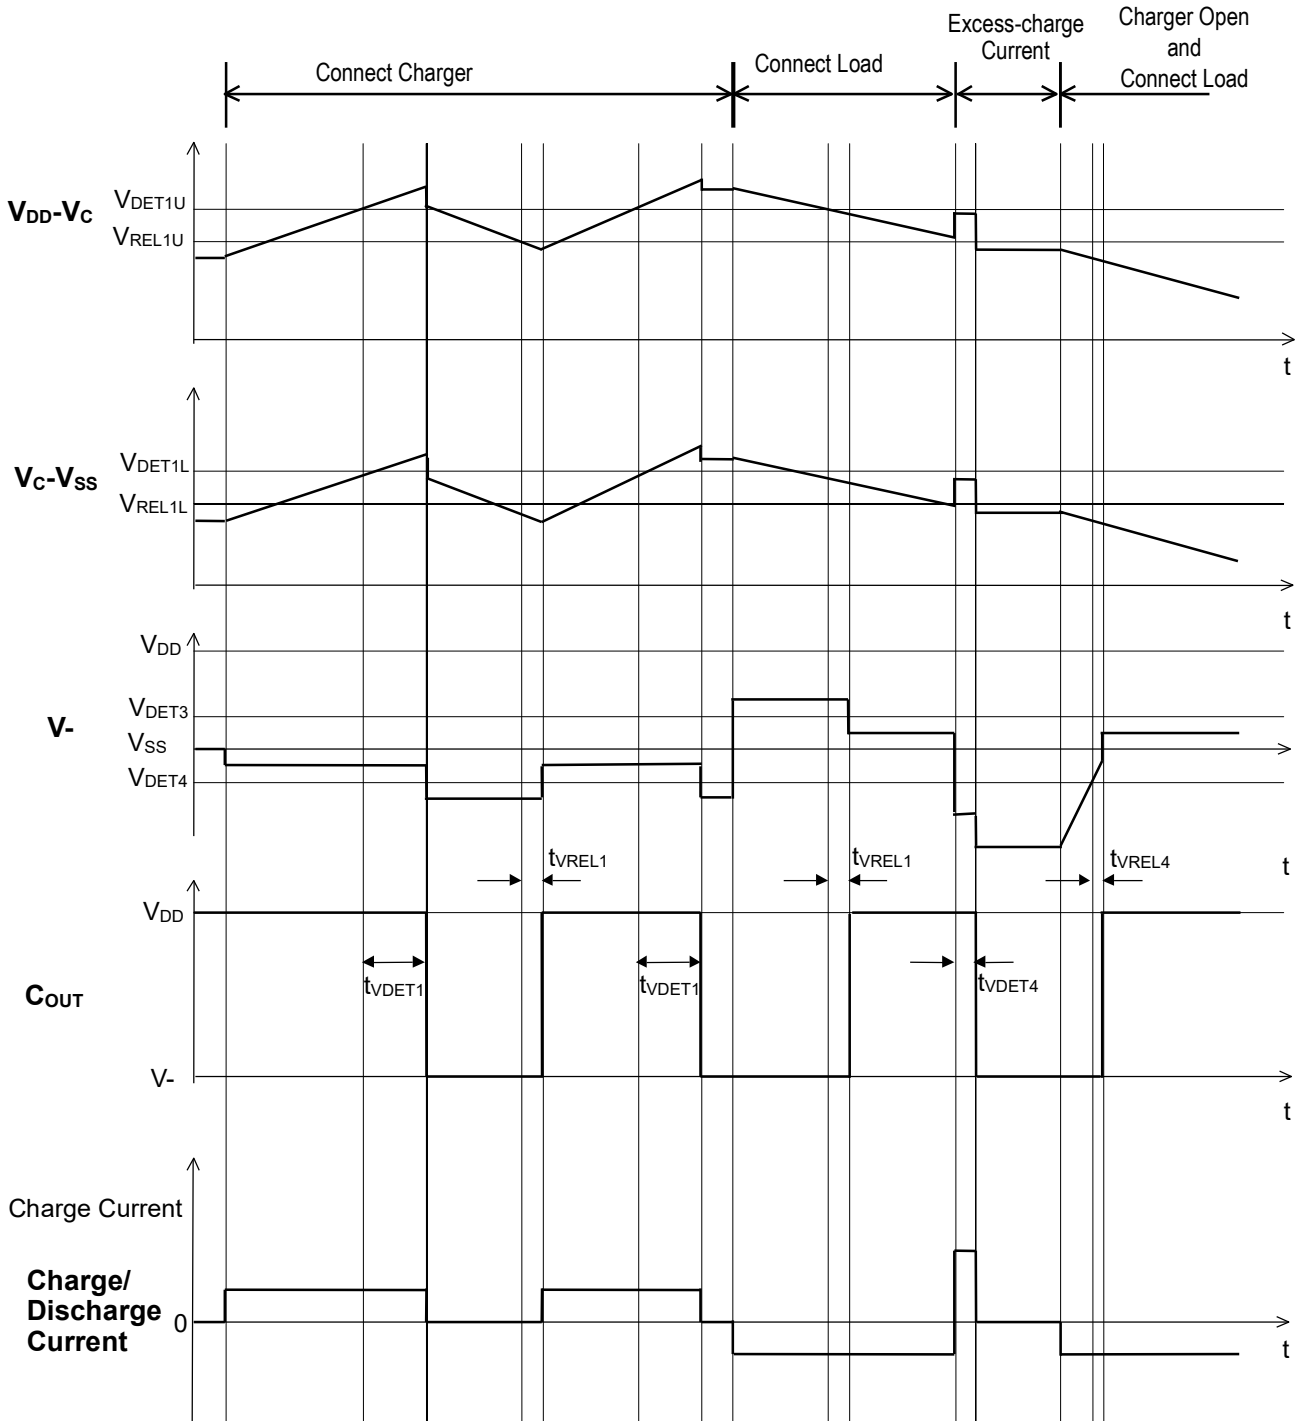 Connect Charger
Connect Load
Excess-charge
Current
Charger Open
and
Connect Load
VDD-VC
VDET1U
VREL1U
t
VC-VSS
VDET1L
VREL1L
t
V-
VDD
VDET3
VSS
VDET4
t
tVREL1
tVREL1
tVREL4
COUT
VDD
tVDET1
tVDET1
tVDET4
V-
t
Charge Current
Charge/
Discharge
Current
0
t